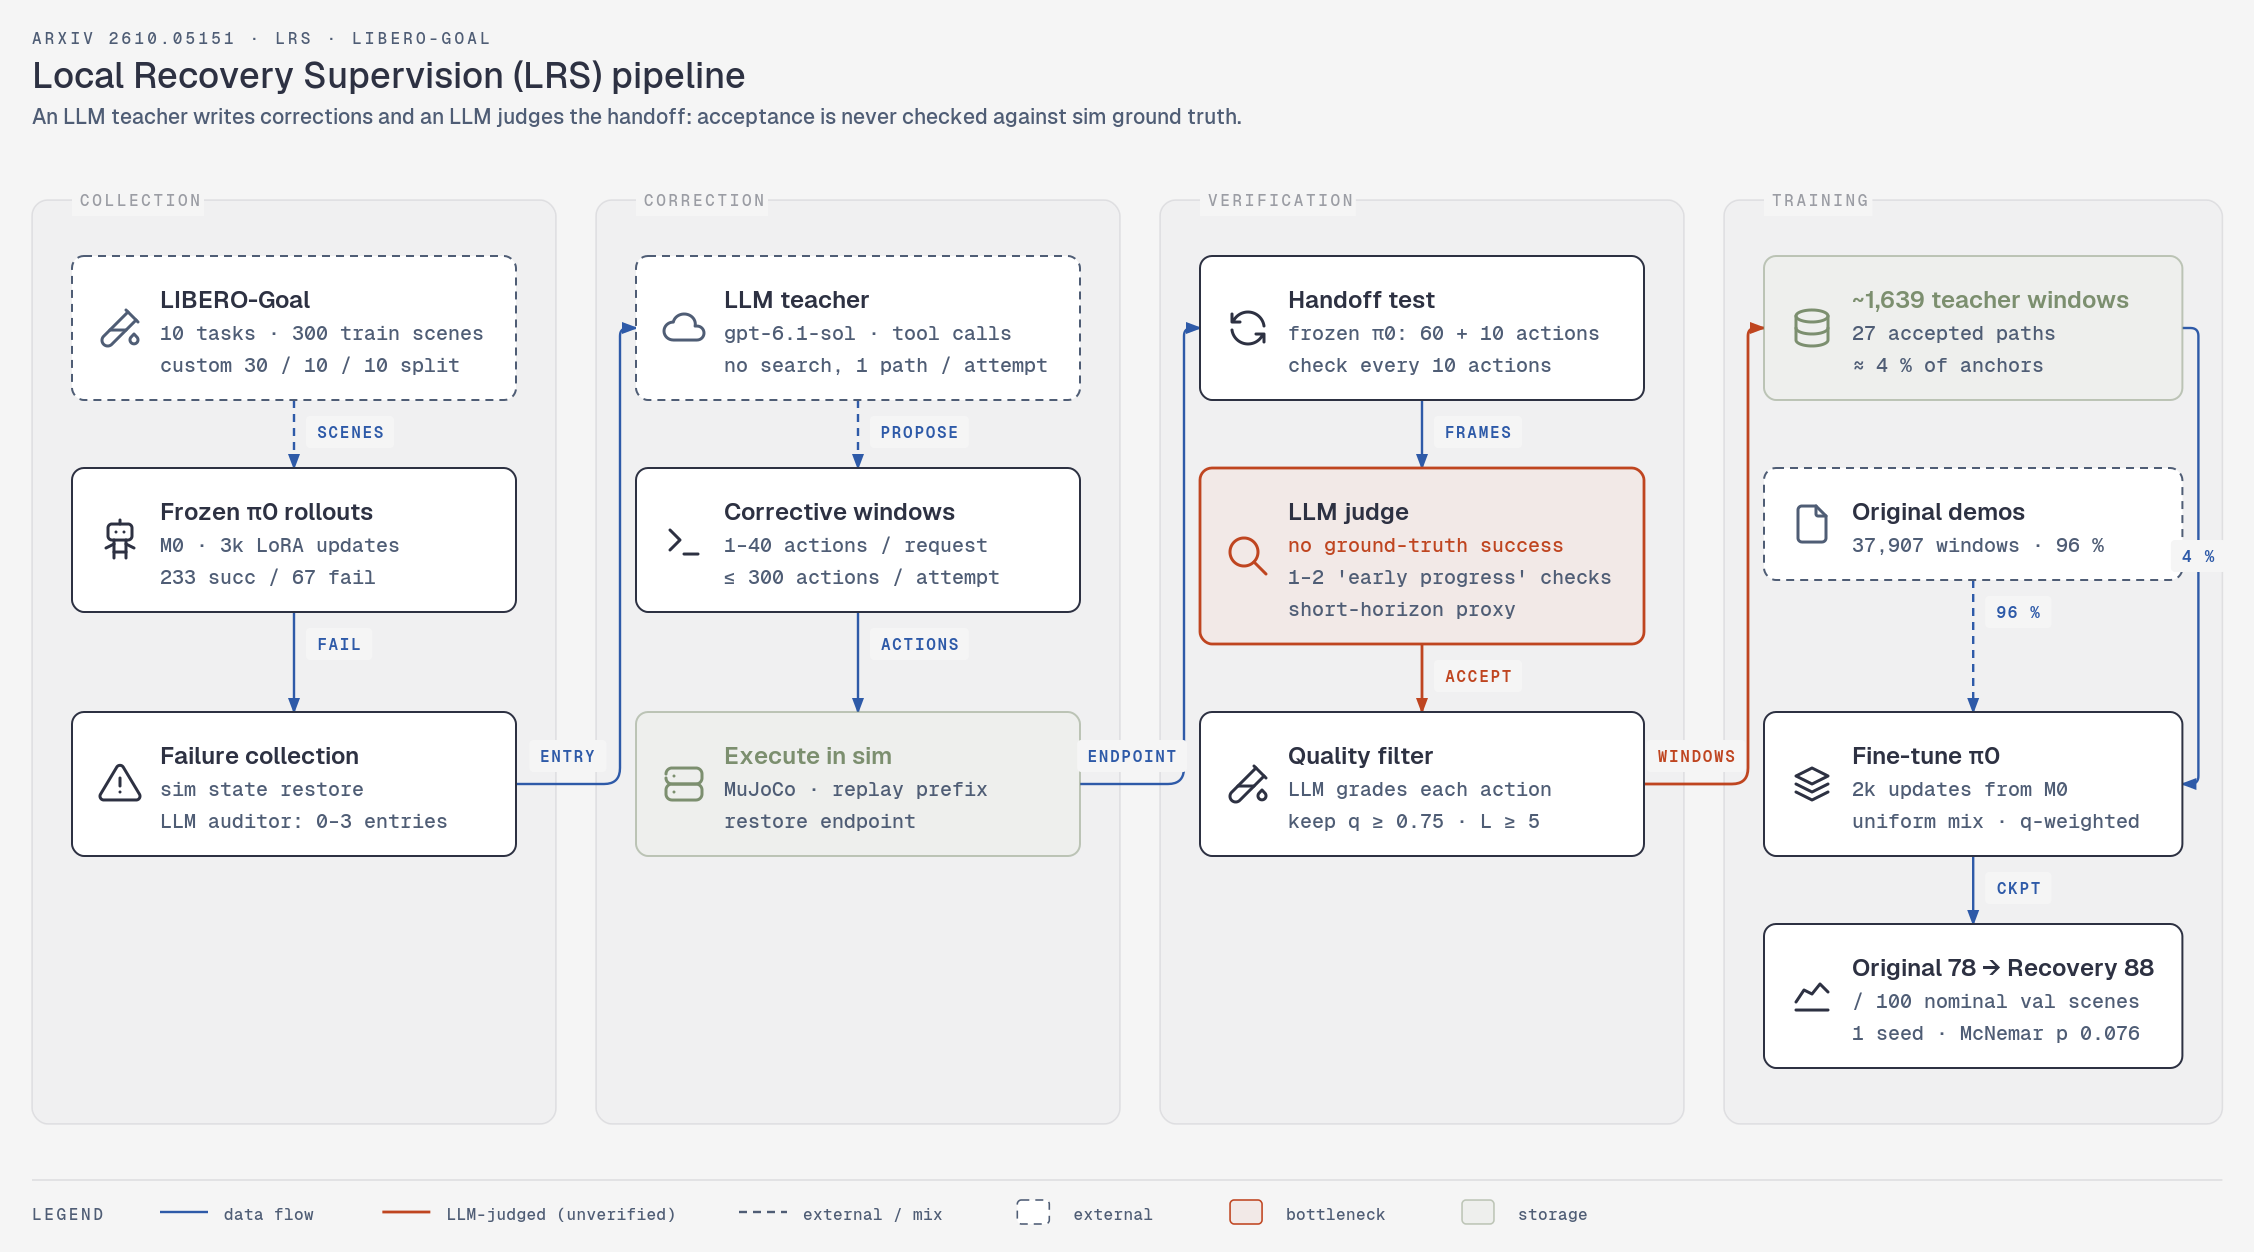 ARXIV 2610.05151 · LRS · LIBERO-GOAL
Local Recovery Supervision (LRS) pipeline
An LLM teacher writes corrections and an LLM judges the handoff: acceptance is never checked against sim ground truth.
COLLECTION
LIBERO-Goal
10 tasks · 300 train scenes
custom 30 / 10 / 10 split
SCENES
Frozen π0 rollouts
M0 · 3k LoRA updates
233 succ / 67 fail
FAIL
Failure collection
sim state restore
LLM auditor: 0–3 entries
ENTRY
CORRECTION
LLM teacher
gpt-6.1-sol · tool calls
no search, 1 path / attempt
PROPOSE
Corrective windows
1–40 actions / request
≤ 300 actions / attempt
ACTIONS
Execute in sim
MuJoCo · replay prefix
restore endpoint
ENDPOINT
VERIFICATION
Handoff test
frozen π0: 60 + 10 actions
check every 10 actions
FRAMES
LLM judge
no ground-truth success
1–2 'early progress' checks
short-horizon proxy
ACCEPT
Quality filter
LLM grades each action
keep q ≥ 0.75 · L ≥ 5
WINDOWS
TRAINING
~1,639 teacher windows
27 accepted paths
≈ 4 % of anchors
Original demos
37,907 windows · 96 %
4 %
96 %
Fine-tune π0
2k updates from M0
uniform mix · q-weighted
CKPT
Original 78 → Recovery 88
/ 100 nominal val scenes
1 seed · McNemar p 0.076
LEGEND
data flow
LLM-judged (unverified)
external / mix
external
bottleneck
storage